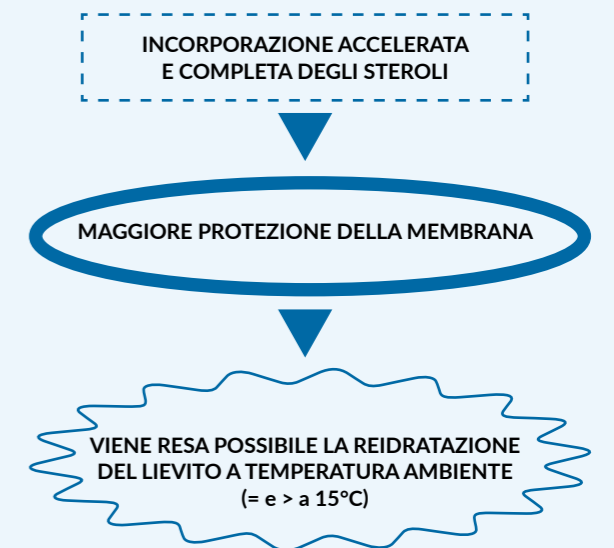 INCORPORAZIONE ACCELERATA
E COMPLETA DEGLI STEROLI
MAGGIORE PROTEZIONE DELLA MEMBRANA
VIENE RESA POSSIBILE LA REIDRATAZIONE
DEL LIEVITO A TEMPERATURA AMBIENTE
(= e > a 15°C)